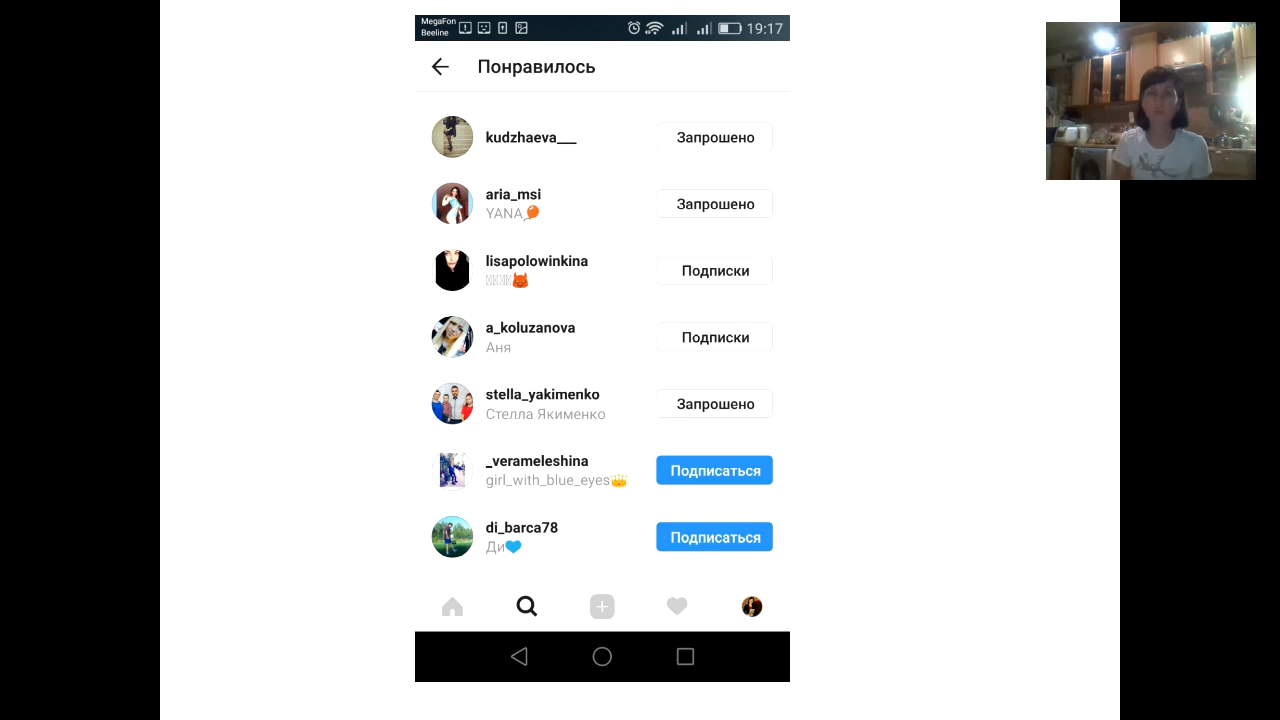 MegaFon
Beeline
19:17
Понравилось
kudzhaeva___
Запрошено
aria_msi
YANA🎈
Запрошено
lisapolowinkina
Подписки
a_koluzanova
Аня
Подписки
stella_yakimenko
Стелла Якименко
Запрошено
_verameleshina
girl_with_blue_eyes👑
Подписаться
di_barca78
Ди💙
Подписаться